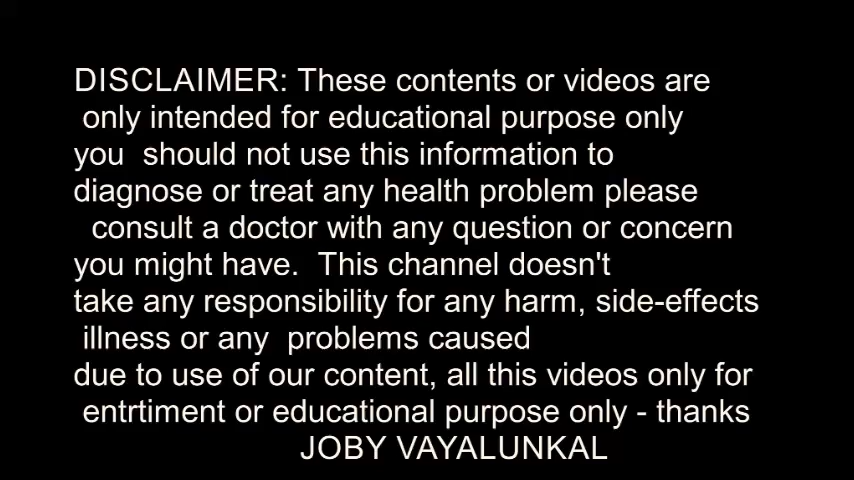 DISCLAIMER: These contents or videos are
only intended for educational purpose only
you  should not use this information to
diagnose or treat any health problem please
consult a doctor with any question or concern
you might have.  This channel doesn't
take any responsibility for any harm, side-effects
illness or any  problems caused
due to use of our content, all this videos only for
entrtiment or educational purpose only - thanks
JOBY VAYALUNKAL